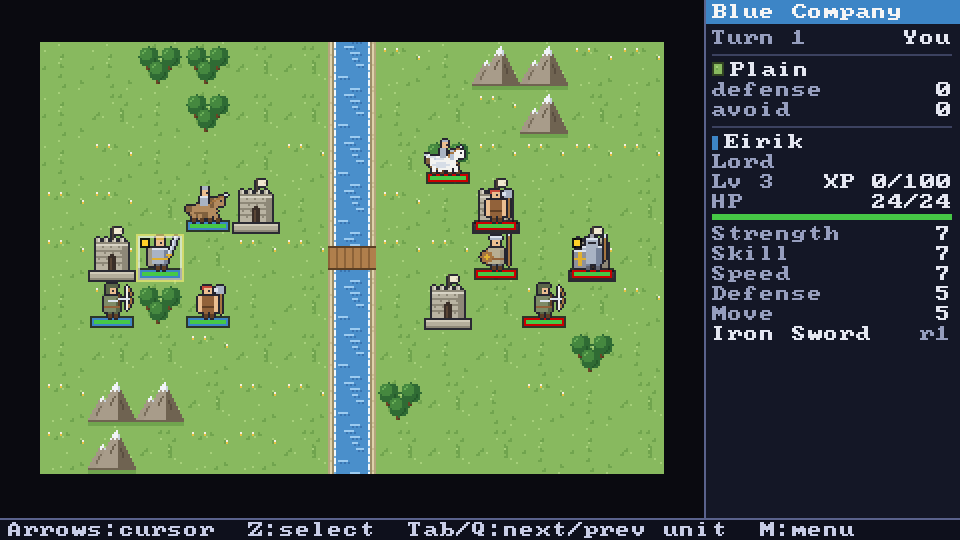 Blue Company
Turn 1 You
Plain
defense 0
avoid 0
Eirik
Lord
Lv 3 XP 0/100
HP 24/24
Strength 7
Skill 7
Speed 7
Defense 5
Move 5
Iron Sword r1
Arrows:cursor Z:select Tab/Q:next/prev unit M:menu